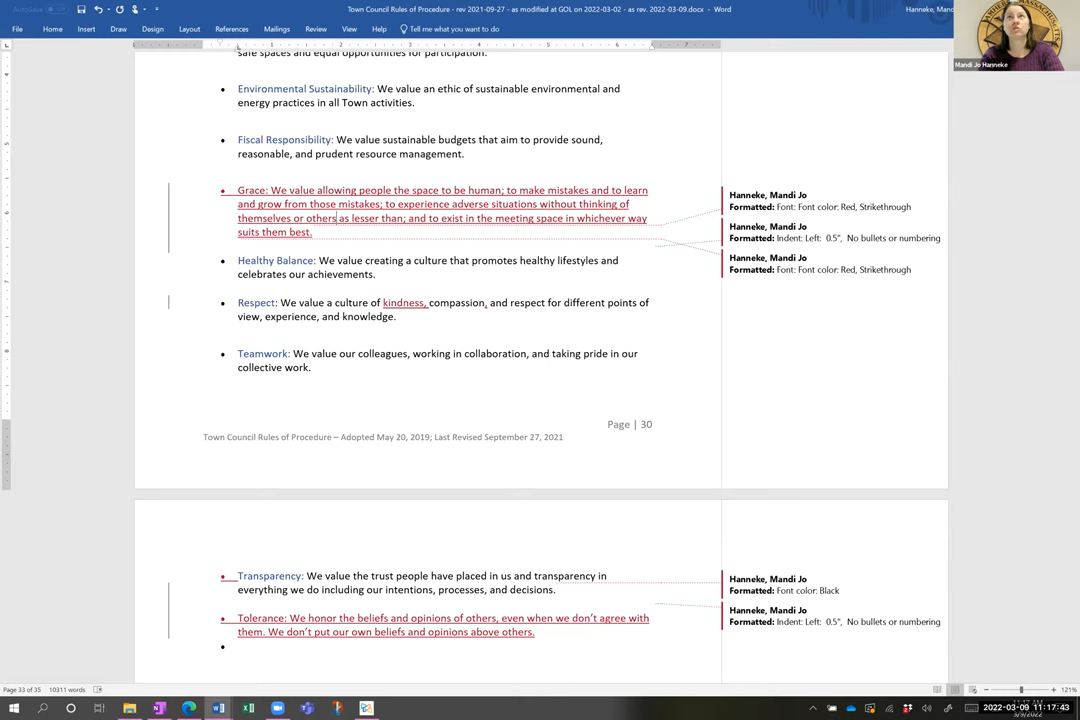 AutoSave Off
Town Council Rules of Procedure - rev 2021-09-27 - as modified at GOL on 2022-03-02 - as rev. 2022-03-09.docx - Word
Hanneke, Mandi Jo
File Home Insert Draw Design Layout References Mailings Review View Help Tell me what you want to do
Mandi Jo Hanneke
safe spaces and equal opportunities for participation.
• Environmental Sustainability: We value an ethic of sustainable environmental and
energy practices in all Town activities.
• Fiscal Responsibility: We value sustainable budgets that aim to provide sound,
reasonable, and prudent resource management.
• Grace: We value allowing people the space to be human; to make mistakes and to learn
and grow from those mistakes; to experience adverse situations without thinking of
themselves or others as lesser than; and to exist in the meeting space in whichever way
suits them best.
Hanneke, Mandi Jo
Formatted: Font: Font color: Red, Strikethrough
Hanneke, Mandi Jo
Formatted: Indent: Left: 0.5", No bullets or numbering
Hanneke, Mandi Jo
Formatted: Font: Font color: Red, Strikethrough
• Healthy Balance: We value creating a culture that promotes healthy lifestyles and
celebrates our achievements.
• Respect: We value a culture of kindness, compassion, and respect for different points of
view, experience, and knowledge.
• Teamwork: We value our colleagues, working in collaboration, and taking pride in our
collective work.
Page | 30
Town Council Rules of Procedure – Adopted May 20, 2019; Last Revised September 27, 2021
• Transparency: We value the trust people have placed in us and transparency in
everything we do including our intentions, processes, and decisions.
• Tolerance: We honor the beliefs and opinions of others, even when we don't agree with
them. We don't put our own beliefs and opinions above others.
•
Hanneke, Mandi Jo
Formatted: Font color: Black
Hanneke, Mandi Jo
Formatted: Indent: Left: 0.5", No bullets or numbering
Page 33 of 35 10311 words
121%
2022-03-09 11:17:43
3/9/2022